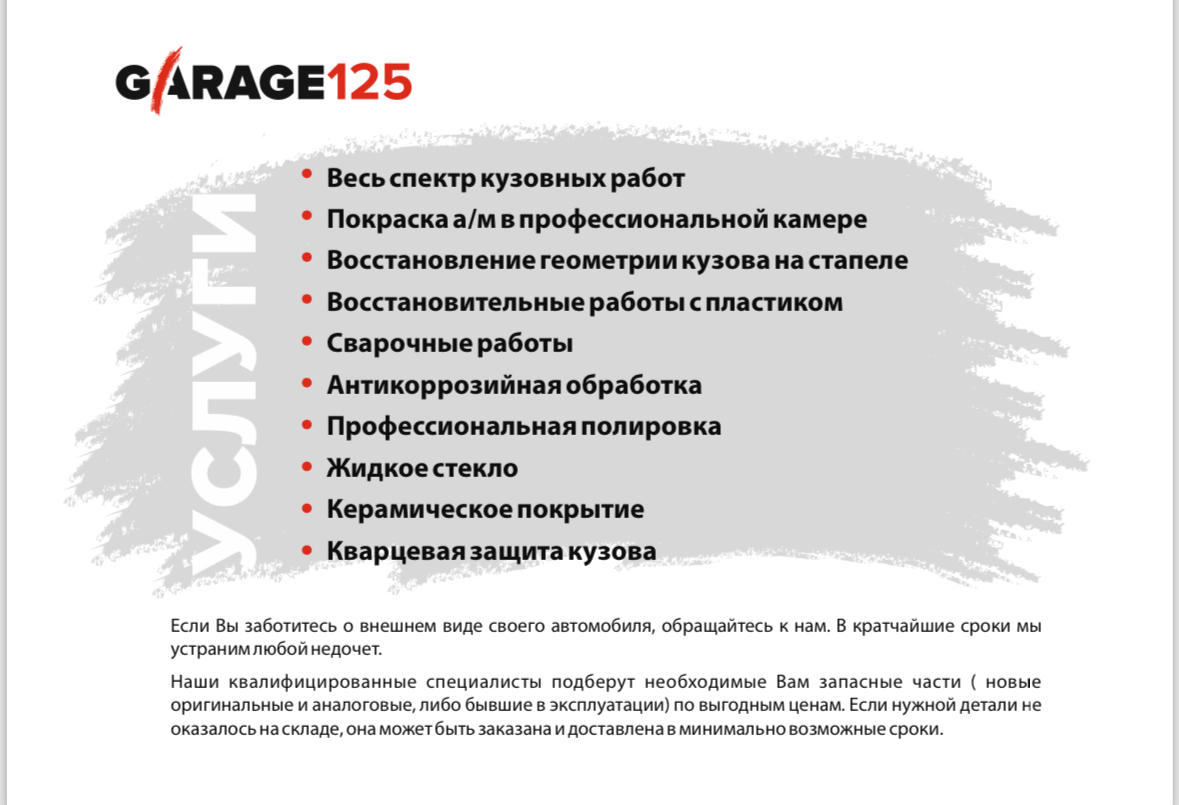 GARAGE125
УСЛУГИ
Весь спектр кузовных работ
Покраска а/м в профессиональной камере
Восстановление геометрии кузова на стапеле
Восстановительные работы с пластиком
Сварочные работы
Антикоррозийная обработка
Профессиональная полировка
Жидкое стекло
Керамическое покрытие
Кварцевая защита кузова
Если Вы заботитесь о внешнем виде своего автомобиля, обращайтесь к нам. В кратчайшие сроки мы
устраним любой недочет.
Наши квалифицированные специалисты подберут необходимые Вам запасные части ( новые
оригинальные и аналоговые, либо бывшие в эксплуатации) по выгодным ценам. Если нужной детали не
оказалось на складе, она может быть заказана и доставлена в минимально возможные сроки.